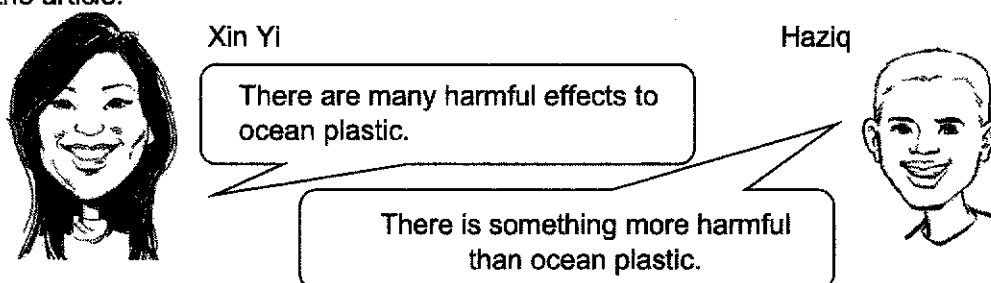 the article.
Xin Yi
Haziq
There are many harmful effects to
ocean plastic.
There is something more harmful
than ocean plastic.